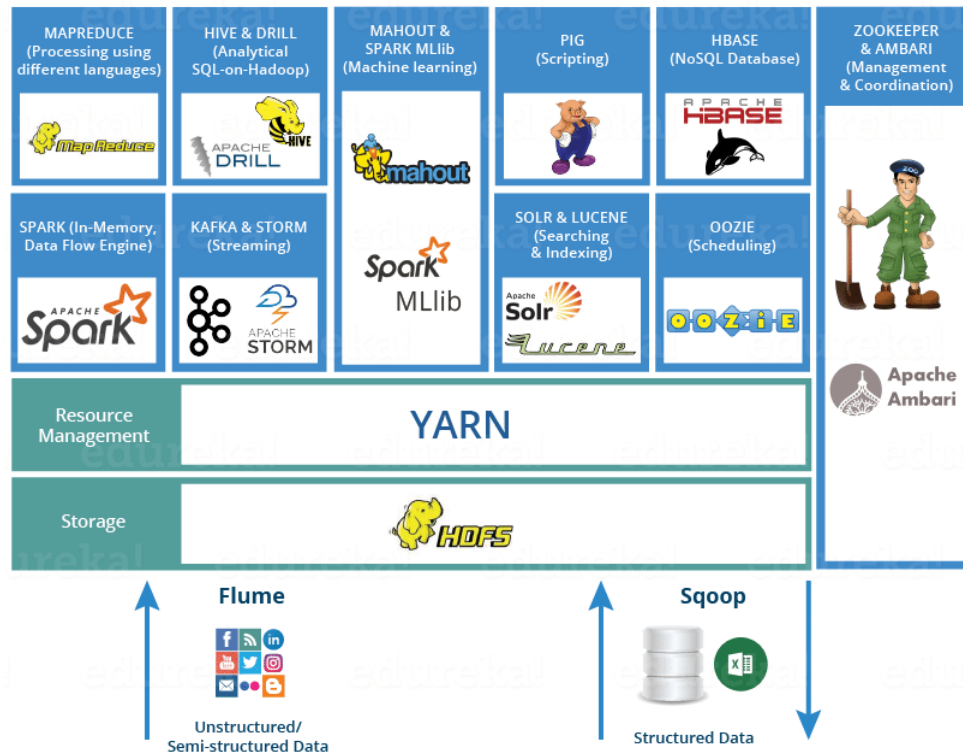 MAPREDUCE
(Processing using
different languages)
Map Reduce
HIVE & DRILL
(Analytical
SQL-on-Hadoop)
HIVE
APACHE
DRILL
MAHOUT &
SPARK MLlib
(Machine learning)
mahout
Spark
MLlib
PIG
(Scripting)
HBASE
(NoSQL Database)
APACHE
HBASE
ZOOKEEPER
& AMBARI
(Management
& Coordination)
ZOO
Apache
Ambari
SPARK (In-Memory,
Data Flow Engine)
APACHE
Spark
KAFKA & STORM
(Streaming)
APACHE
STORM
SOLR & LUCENE
(Searching
& Indexing)
Apache
Solr
Lucene
OOZIE
(Scheduling)
OOZiE
Resource
Management
YARN
Storage
HDFS
Flume
Unstructured/
Semi-structured Data
Sqoop
Structured Data
edureka!